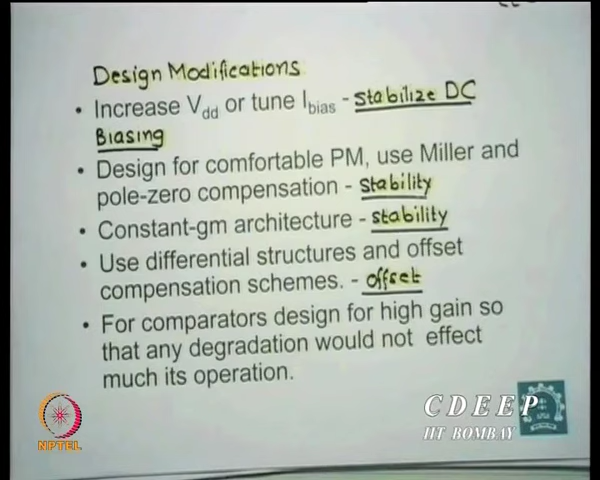 Design Modifications
• Increase Vdd or tune Ibias - Stabilize DC
Biasing
• Design for comfortable PM, use Miller and
pole-zero compensation - stability
• Constant-gm architecture - stability
• Use differential structures and offset
compensation schemes. - offset
• For comparators design for high gain so
that any degradation would not effect
much its operation.
NPTEL
CDEEP
IIT BOMBAY